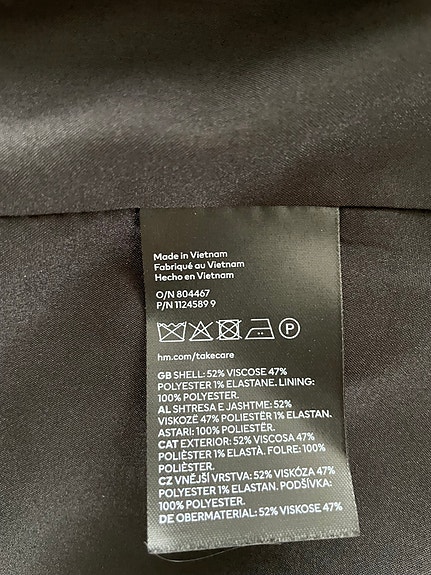 Made in Vietnam
Fabriqué au Vietnam
Hecho en Vietnam
O/N 804467
P/N 1124589 9
P
hm.com/takecare
GB SHELL: 52% VISCOSE 47%
POLYESTER 1% ELASTANE. LINING:
100% POLYESTER.
AL SHTRESA E JASHTME: 52%
VISKOZË 47% POLIESTËR 1% ELASTAN.
ASTARI: 100% POLIESTËR.
CAT EXTERIOR: 52% VISCOSA 47%
POLIÈSTER 1% ELASTÀ. FOLRE: 100%
POLIÈSTER.
CZ VNĚJŠÍ VRSTVA: 52% VISKÓZA 47%
POLYESTER 1% ELASTAN. PODŠÍVKA:
100% POLYESTER.
DE OBERMATERIAL: 52% VISKOSE 47%